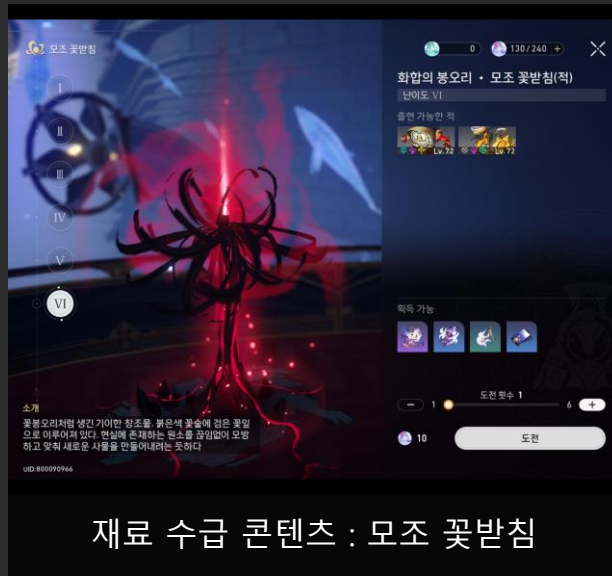 모조 꽃받침
0
130/240 +
화합의 봉오리 • 모조 꽃받침(적)
난이도 VI
출현 가능한 적
Lv.72
Lv.72
I
II
III
IV
V
VI
획득 가능
도전 횟수 1
1
6
10
도전
소개
꽃봉오리처럼 생긴 기이한 창조물. 붉은색 꽃술에 검은 꽃잎
으로 이루어져 있다. 현실에 존재하는 원소를 끊임없이 모방
하고 맞춰 새로운 사물을 만들어내려는 듯하다
UID:800090966
재료 수급 콘텐츠 : 모조 꽃받침